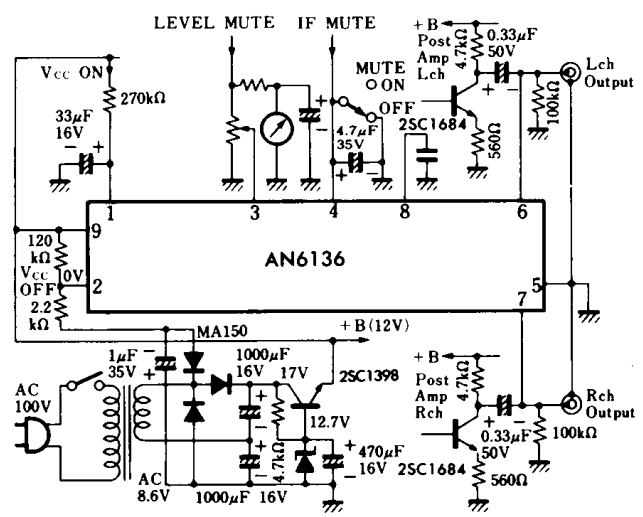 LEVEL MUTE
IF MUTE
+B
Post
Amp
Lch
4.7kΩ
0.33μF
50V
Lch
Output
VCC ON
270kΩ
33μF
16V
+
−
MUTE
ON
OFF
+
−
4.7μF
35V
+
−
2SC1684
560Ω
+
−
100kΩ
1
3
4
8
6
9
2
5
7
AN6136
120
kΩ
VCC
OFF
0V
2.2
kΩ
MA150
+B (12V)
1μF
35V
−
+
1000μF
16V
17V
2SC1398
12.7V
AC
100V
+
−
+
−
4.7kΩ
+
−
470μF
16V
AC
8.6V
1000μF
16V
+B
Post
Amp
Rch
4.7kΩ
+
−
0.33μF
50V
2SC1684
560Ω
100kΩ
Rch
Output